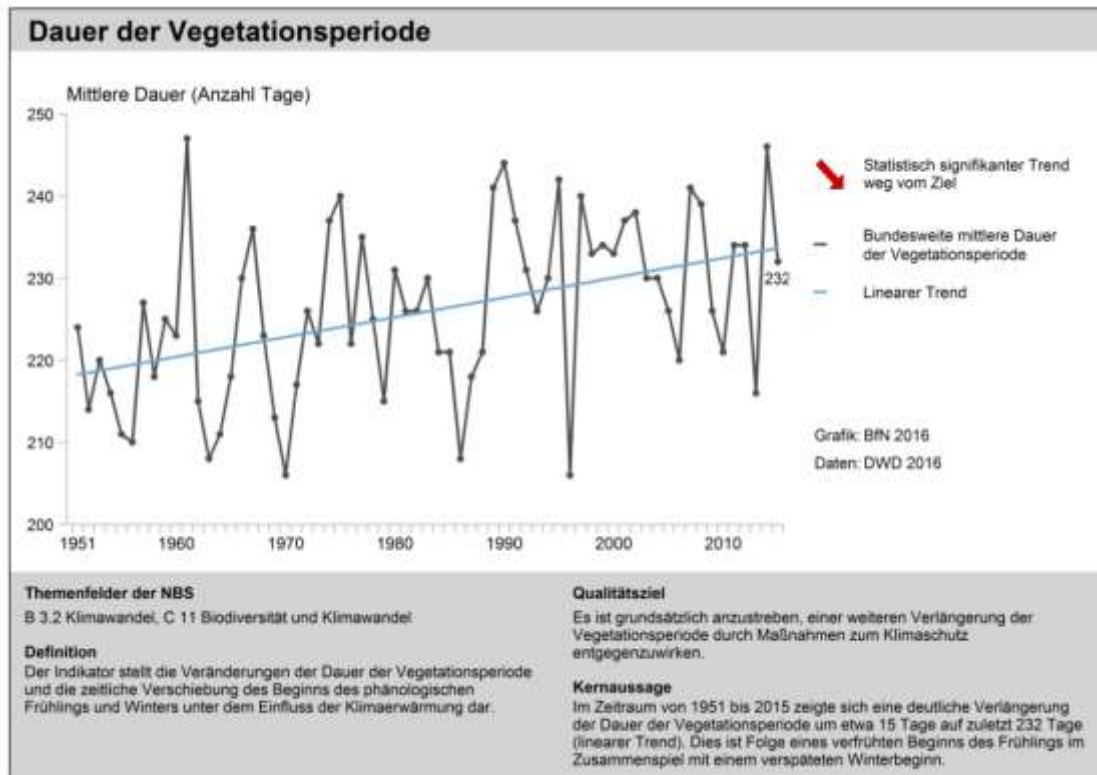 Dauer der Vegetationsperiode
Mittlere Dauer (Anzahl Tage)
250
240
230
220
210
200
1951
1960
1970
1980
1990
2000
2010
232
Statistisch signifikanter Trend
weg vom Ziel
Bundesweite mittlere Dauer
der Vegetationsperiode
Linearer Trend
Grafik: BfN 2016
Daten: DWD 2016
Themenfelder der NBS
B 3.2 Klimawandel, C 11 Biodiversität und Klimawandel
Definition
Der Indikator stellt die Veränderungen der Dauer der Vegetationsperiode
und die zeitliche Verschiebung des Beginns des phänologischen
Frühlings und Winters unter dem Einfluss der Klimaerwärmung dar.
Qualitätsziel
Es ist grundsätzlich anzustreben, einer weiteren Verlängerung der
Vegetationsperiode durch Maßnahmen zum Klimaschutz
entgegenzuwirken.
Kernaussage
Im Zeitraum von 1951 bis 2015 zeigte sich eine deutliche Verlängerung
der Dauer der Vegetationsperiode um etwa 15 Tage auf zuletzt 232 Tage
(linearer Trend). Dies ist Folge eines verfrühten Beginns des Frühlings im
Zusammenspiel mit einem verspäteten Winterbeginn.